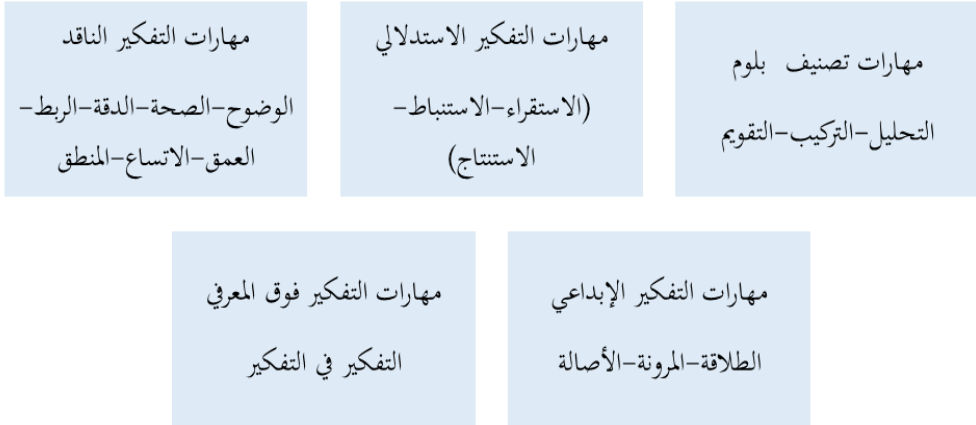 مهارات تصنيف بلوم
التحليل-التركيب-التقويم
مهارات التفكير الاستدلالي
(الاستقراء-الاستنباط-
الاستنتاج)
مهارات التفكير الناقد
الوضوح-الصحة-الدقة-الربط-
العمق-الاتساع-المنطق
مهارات التفكير الإبداعي
الطلاقة-المرونة-الأصالة
مهارات التفكير فوق المعرفي
التفكير في التفكير